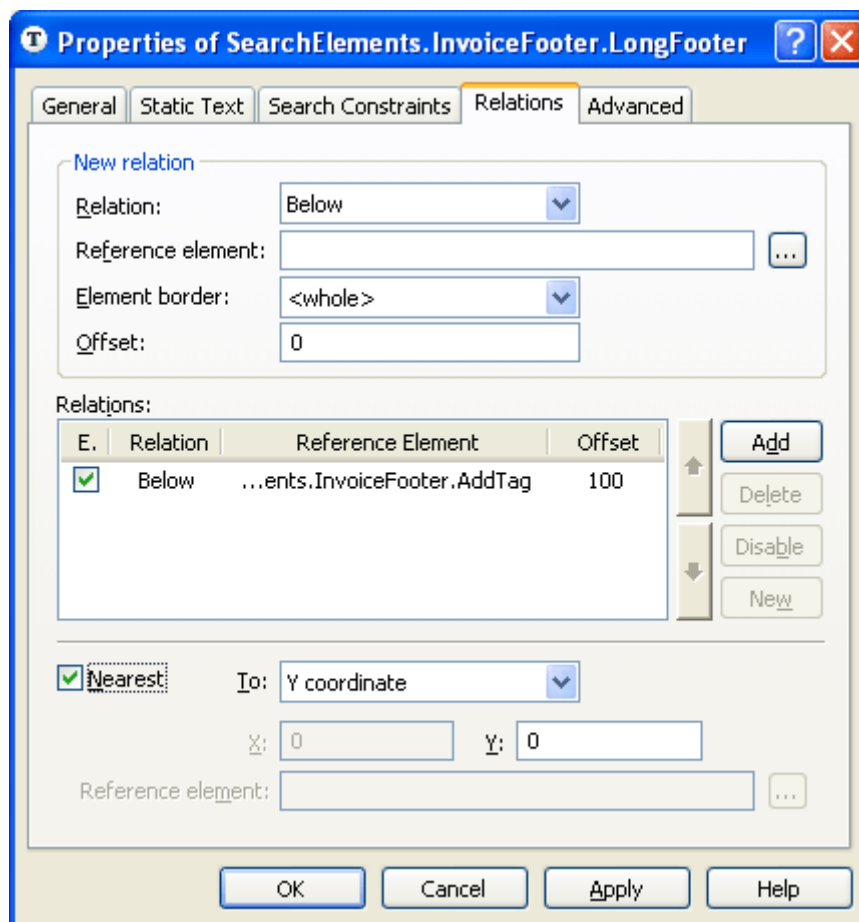 Properties of SearchElements.InvoiceFooter.LongFooter ?
General Static Text Search Constraints Relations Advanced
New relation
Relation: Below
Reference element: ...
Element border: <whole>
Offset: 0
Relations:
E. Relation Reference Element Offset
Below ...ents.InvoiceFooter.AddTag 100
Add
Delete
Disable
New
Nearest To: Y coordinate
X: 0 Y: 0
Reference element: ...
OK Cancel Apply Help